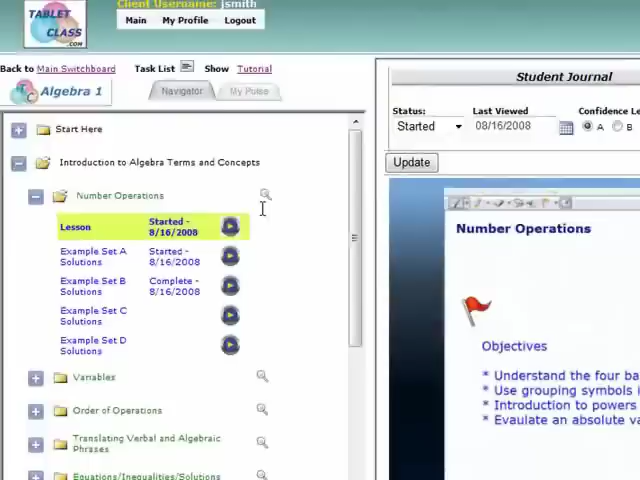 TABLET
CLASS
.COM
Client Username: jsmith
Main My Profile Logout
Back to Main Switchboard Task List Show Tutorial
Algebra 1
Navigator My Pulse
Start Here
Introduction to Algebra Terms and Concepts
Number Operations
Lesson Started -
8/16/2008
Example Set A Started -
Solutions 8/16/2008
Example Set B Complete -
Solutions 8/16/2008
Example Set C
Solutions
Example Set D
Solutions
Variables
Order of Operations
Translating Verbal and Algebraic
Phrases
Equations/Inequalities/Solutions
Student Journal
Status: Last Viewed Confidence Le
Started 08/16/2008 A B
Update
Number Operations
Objectives
* Understand the four ba
* Use grouping symbols i
* Introduction to powers
* Evaulate an absolute va